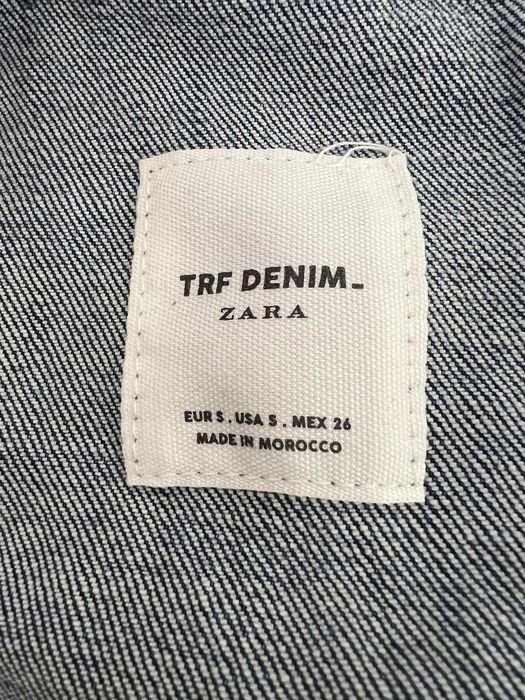 TRF DENIM_
ZARA
EUR S . USA S . MEX 26
MADE IN MOROCCO